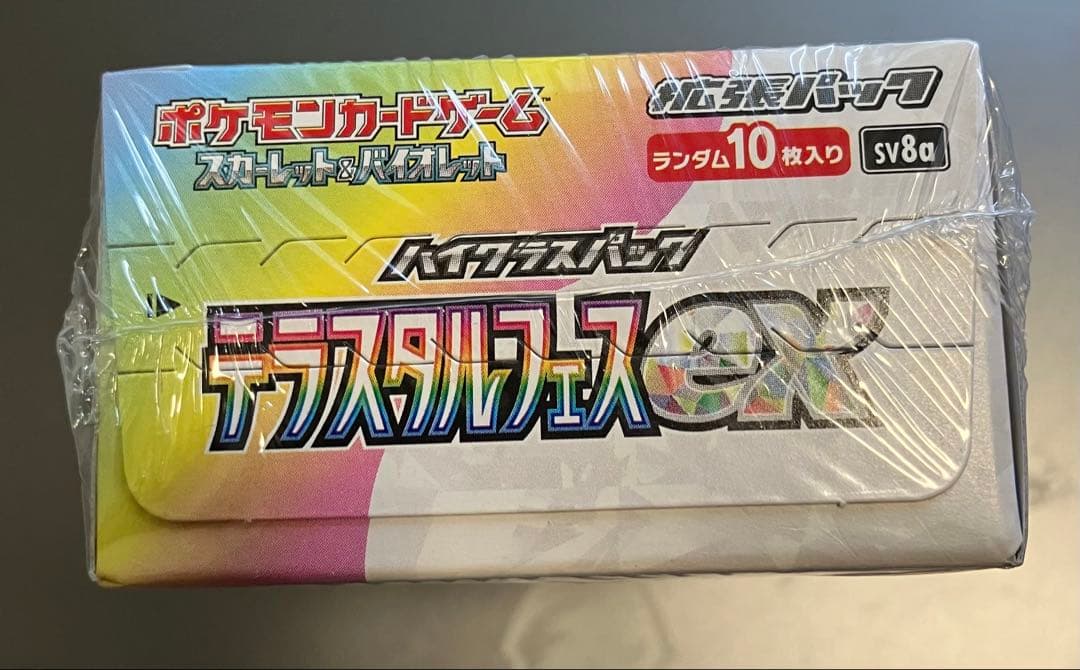 ポケモンカードゲーム™
スカーレット&バイオレット
拡張パック
ランダム10枚入り
SV8a
ハイクラスパック
テラスタルフェスex